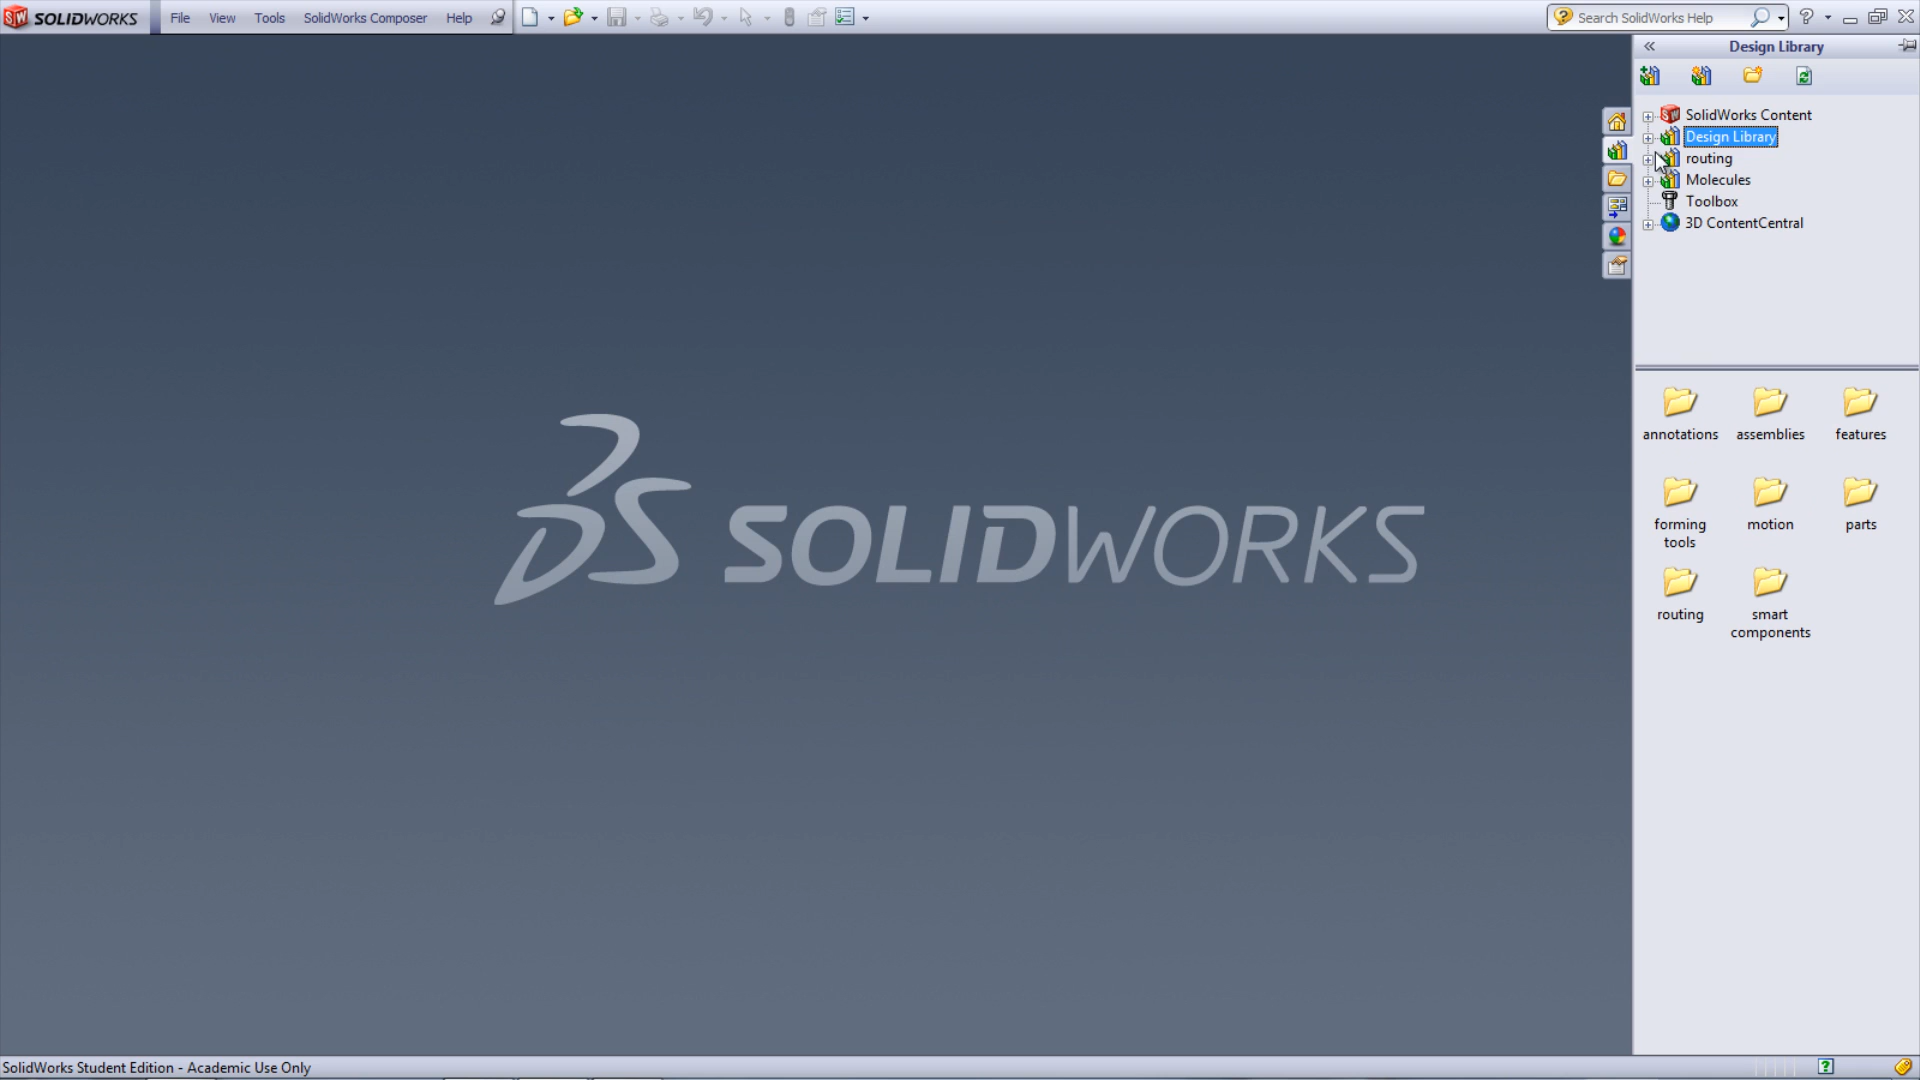 SOLIDWORKS File View Tools SolidWorks Composer Help Search SolidWorks Help
Design Library
SolidWorks Content
Design Library
routing
Molecules
Toolbox
3D ContentCentral
annotations assemblies features
forming tools motion parts
routing smart components
SOLIDWORKS
SolidWorks Student Edition - Academic Use Only